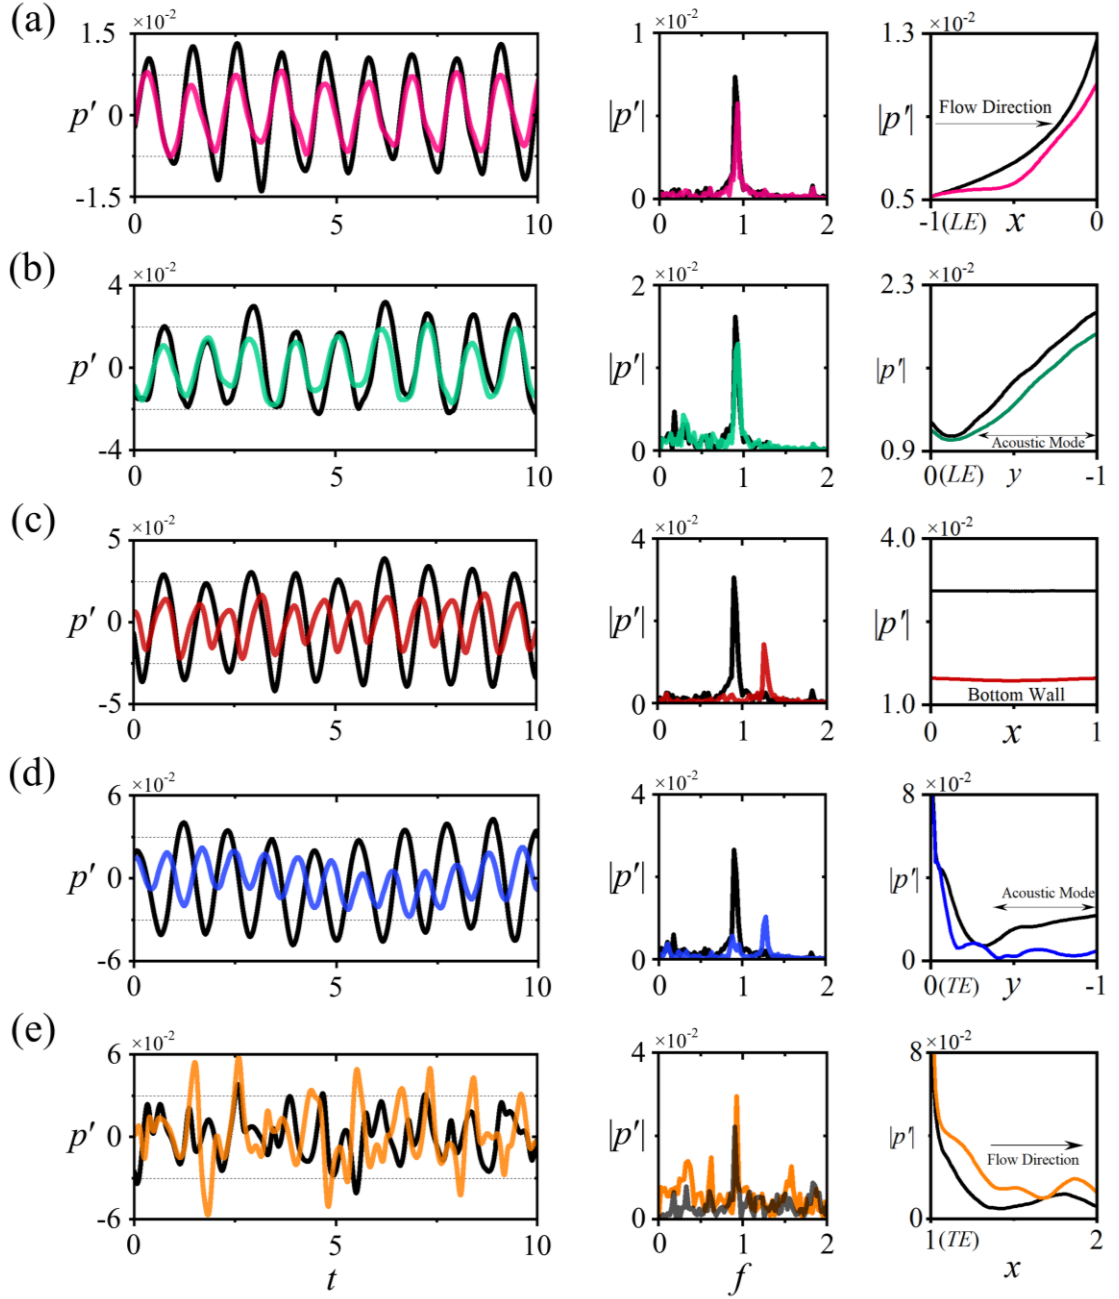 (a)
×10⁻²
1.5
0
-1.5
p'
0
5
10
×10⁻²
1
0
|p'|
0
1
2
×10⁻²
1.3
|p'|
0.5
Flow Direction
-1(LE)
x
0
(b)
×10⁻²
4
0
-4
p'
0
5
10
×10⁻²
2
|p'|
0
0
1
2
×10⁻²
2.3
|p'|
0.9
Acoustic Mode
0(LE)
y
-1
(c)
×10⁻²
5
0
-5
p'
0
5
10
×10⁻²
4
|p'|
0
0
1
2
×10⁻²
4.0
|p'|
1.0
Bottom Wall
0
x
1
(d)
×10⁻²
6
0
-6
p'
0
5
10
×10⁻²
4
|p'|
0
0
1
2
×10⁻²
8
|p'|
0
Acoustic Mode
0(TE)
y
-1
(e)
×10⁻²
6
0
-6
p'
0
5
10
t
×10⁻²
4
|p'|
0
0
1
2
f
×10⁻²
8
|p'|
0
Flow Direction
1(TE)
2
x